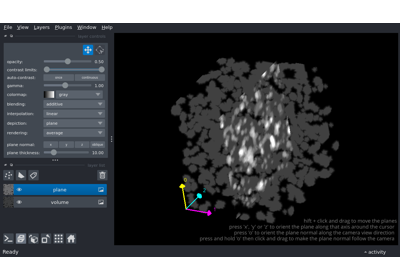 File View Layers Plugins Window Help
layer controls
opacity: 0.50
contrast limits:
auto-contrast: once continuous
gamma: 1.00
colormap: gray
blending: additive
interpolation: linear
depiction: plane
rendering: average
plane normal: x y z oblique
plane thickness: 10.00
layer list
plane
volume
hift + click and drag to move the planes
press 'x', 'y' or 'z' to orient the plane along that axis around the cursor
press 'o' to orient the plane normal along the camera view direction
press and hold 'o' then click and drag to make the plane normal follow the camera
Ready
activity